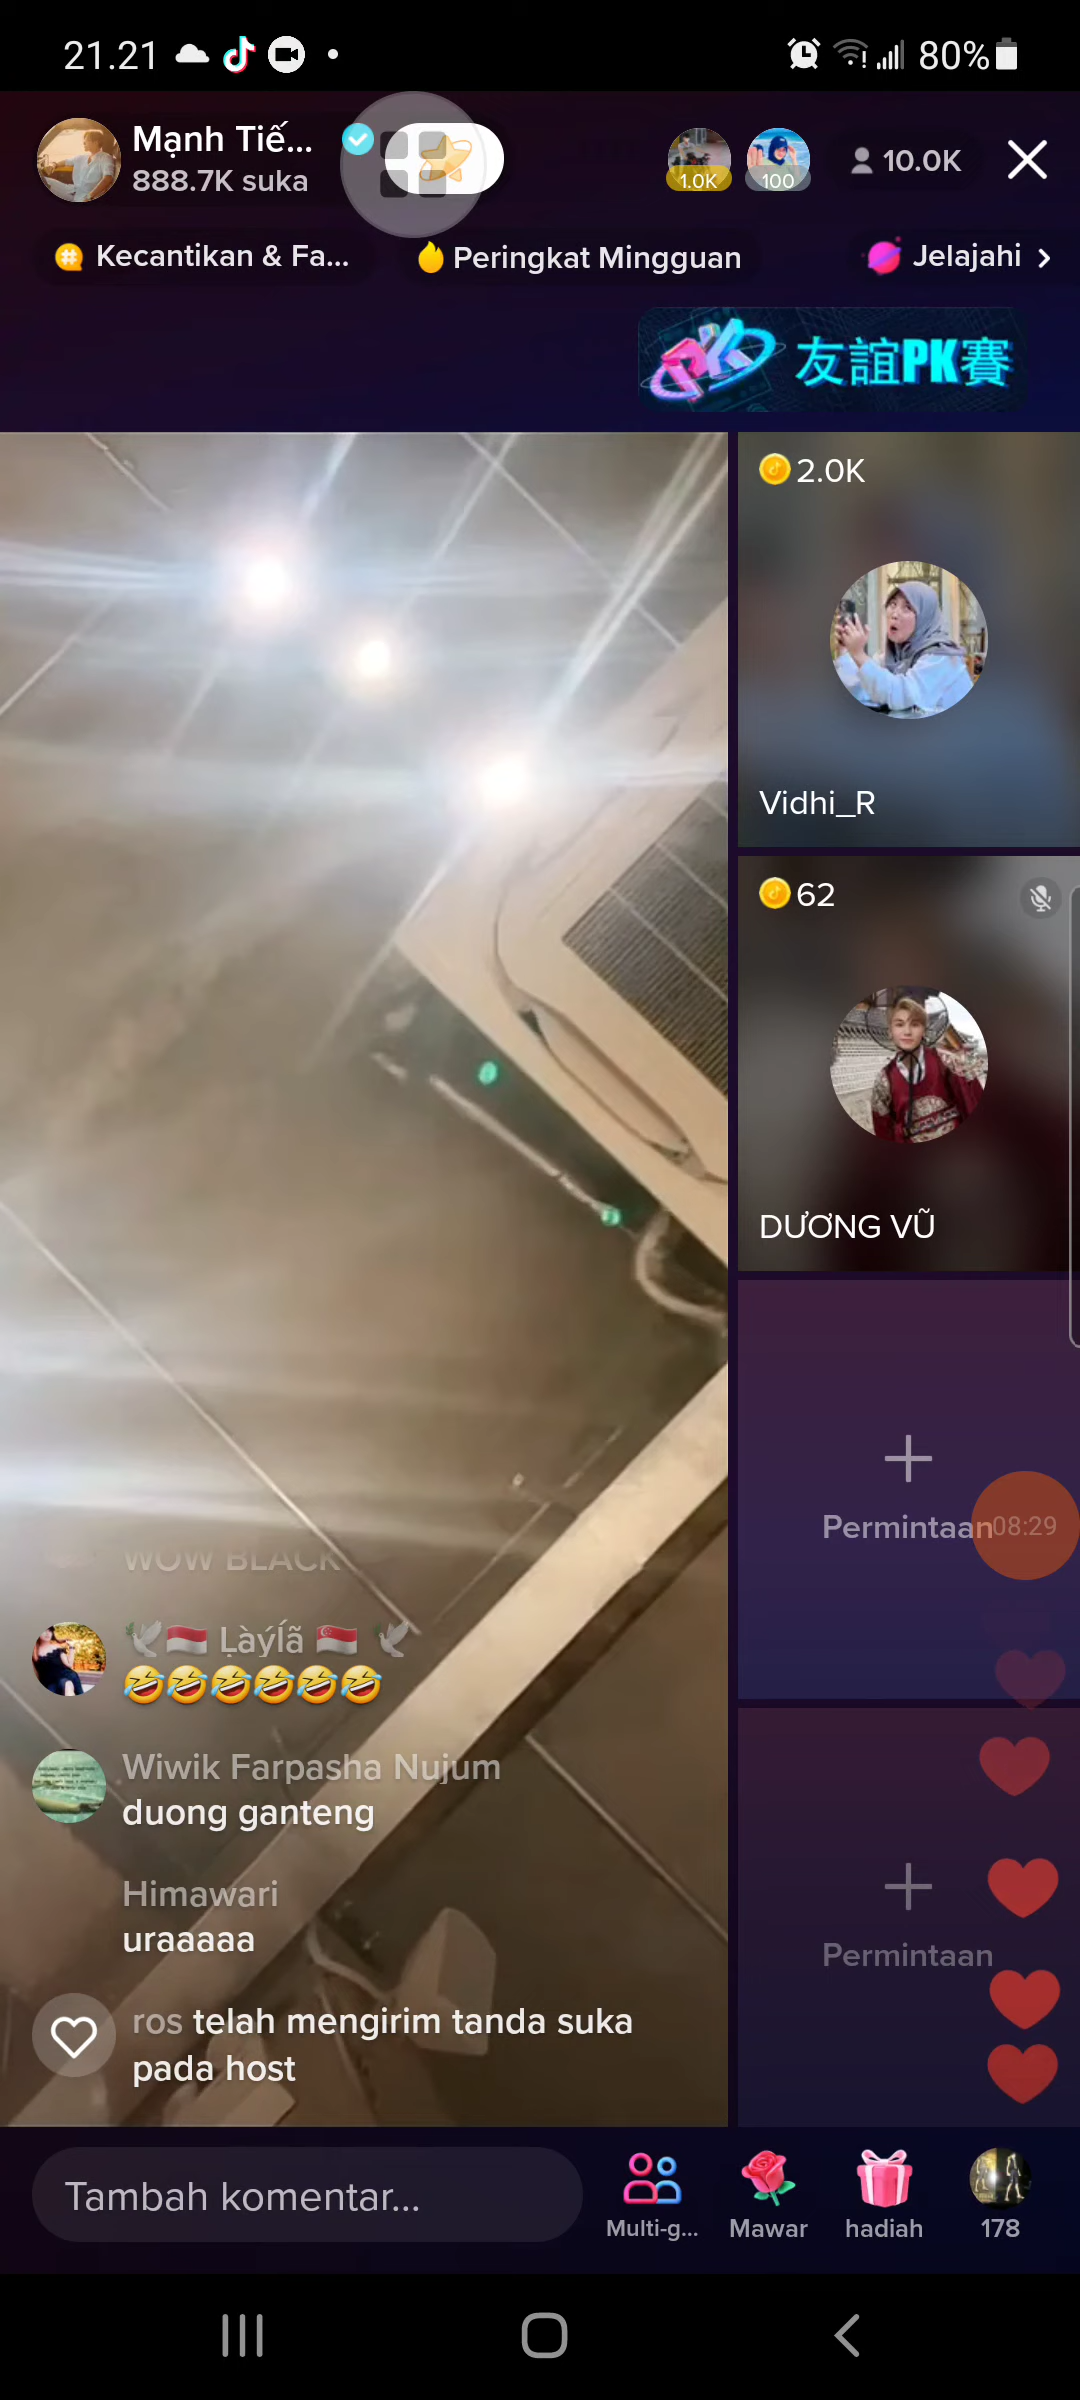 21.21
80%
Mạnh Tiế...
888.7K suka
1.0K
100
10.0K
Kecantikan & Fa...
Peringkat Mingguan
Jelajahi
PK 友誼PK賽
2.0K
Vidhi_R
62
DƯƠNG VŨ
Permintaan
08:29
WOW BLACK
Ḷàýĺã
Wiwik Farpasha Nujum
duong ganteng
Himawari
uraaaaa
Permintaan
ros telah mengirim tanda suka
pada host
Tambah komentar...
Multi-g...
Mawar
hadiah
178